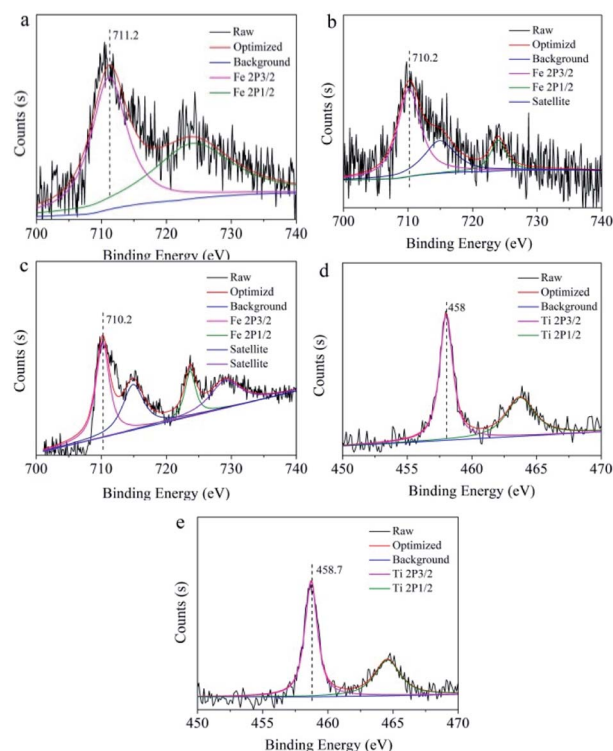 a
711.2
Raw
Optimized
Background
Fe 2P3/2
Fe 2P1/2
Counts (s)
700 710 720 730 740
Binding Energy (eV)
b
710.2
Raw
Optimizd
Background
Fe 2P3/2
Fe 2P1/2
Satellite
Counts (s)
700 710 720 730 740
Binding Energy (eV)
c
710.2
Raw
Optimizd
Background
Fe 2P3/2
Fe 2P1/2
Satellite
Satellite
Counts (s)
700 710 720 730 740
Binding Energy (eV)
d
458
Raw
Optimized
Background
Ti 2P3/2
Ti 2P1/2
Counts (s)
450 455 460 465 470
Binding Energy (eV)
e
458.7
Raw
Optimized
Background
Ti 2P3/2
Ti 2P1/2
Counts (s)
450 455 460 465 470
Binding Energy (eV)